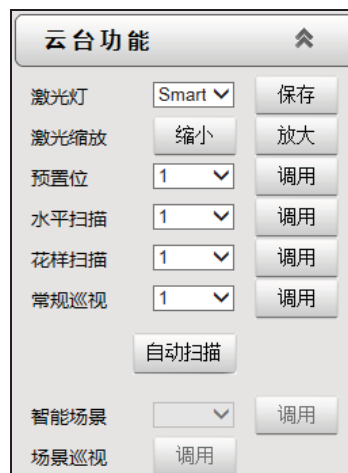 云台功能
激光灯 Smart 保存
激光缩放 缩小 放大
预置位 1 调用
水平扫描 1 调用
花样扫描 1 调用
常规巡视 1 调用
自动扫描
智能场景 调用
场景巡视 调用